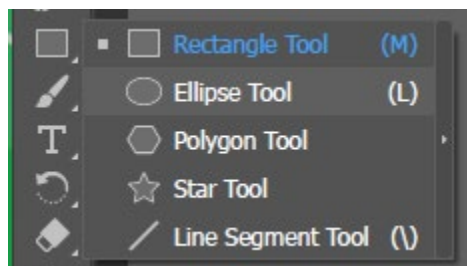 Rectangle Tool (M)
Ellipse Tool (L)
Polygon Tool
Star Tool
Line Segment Tool (\)